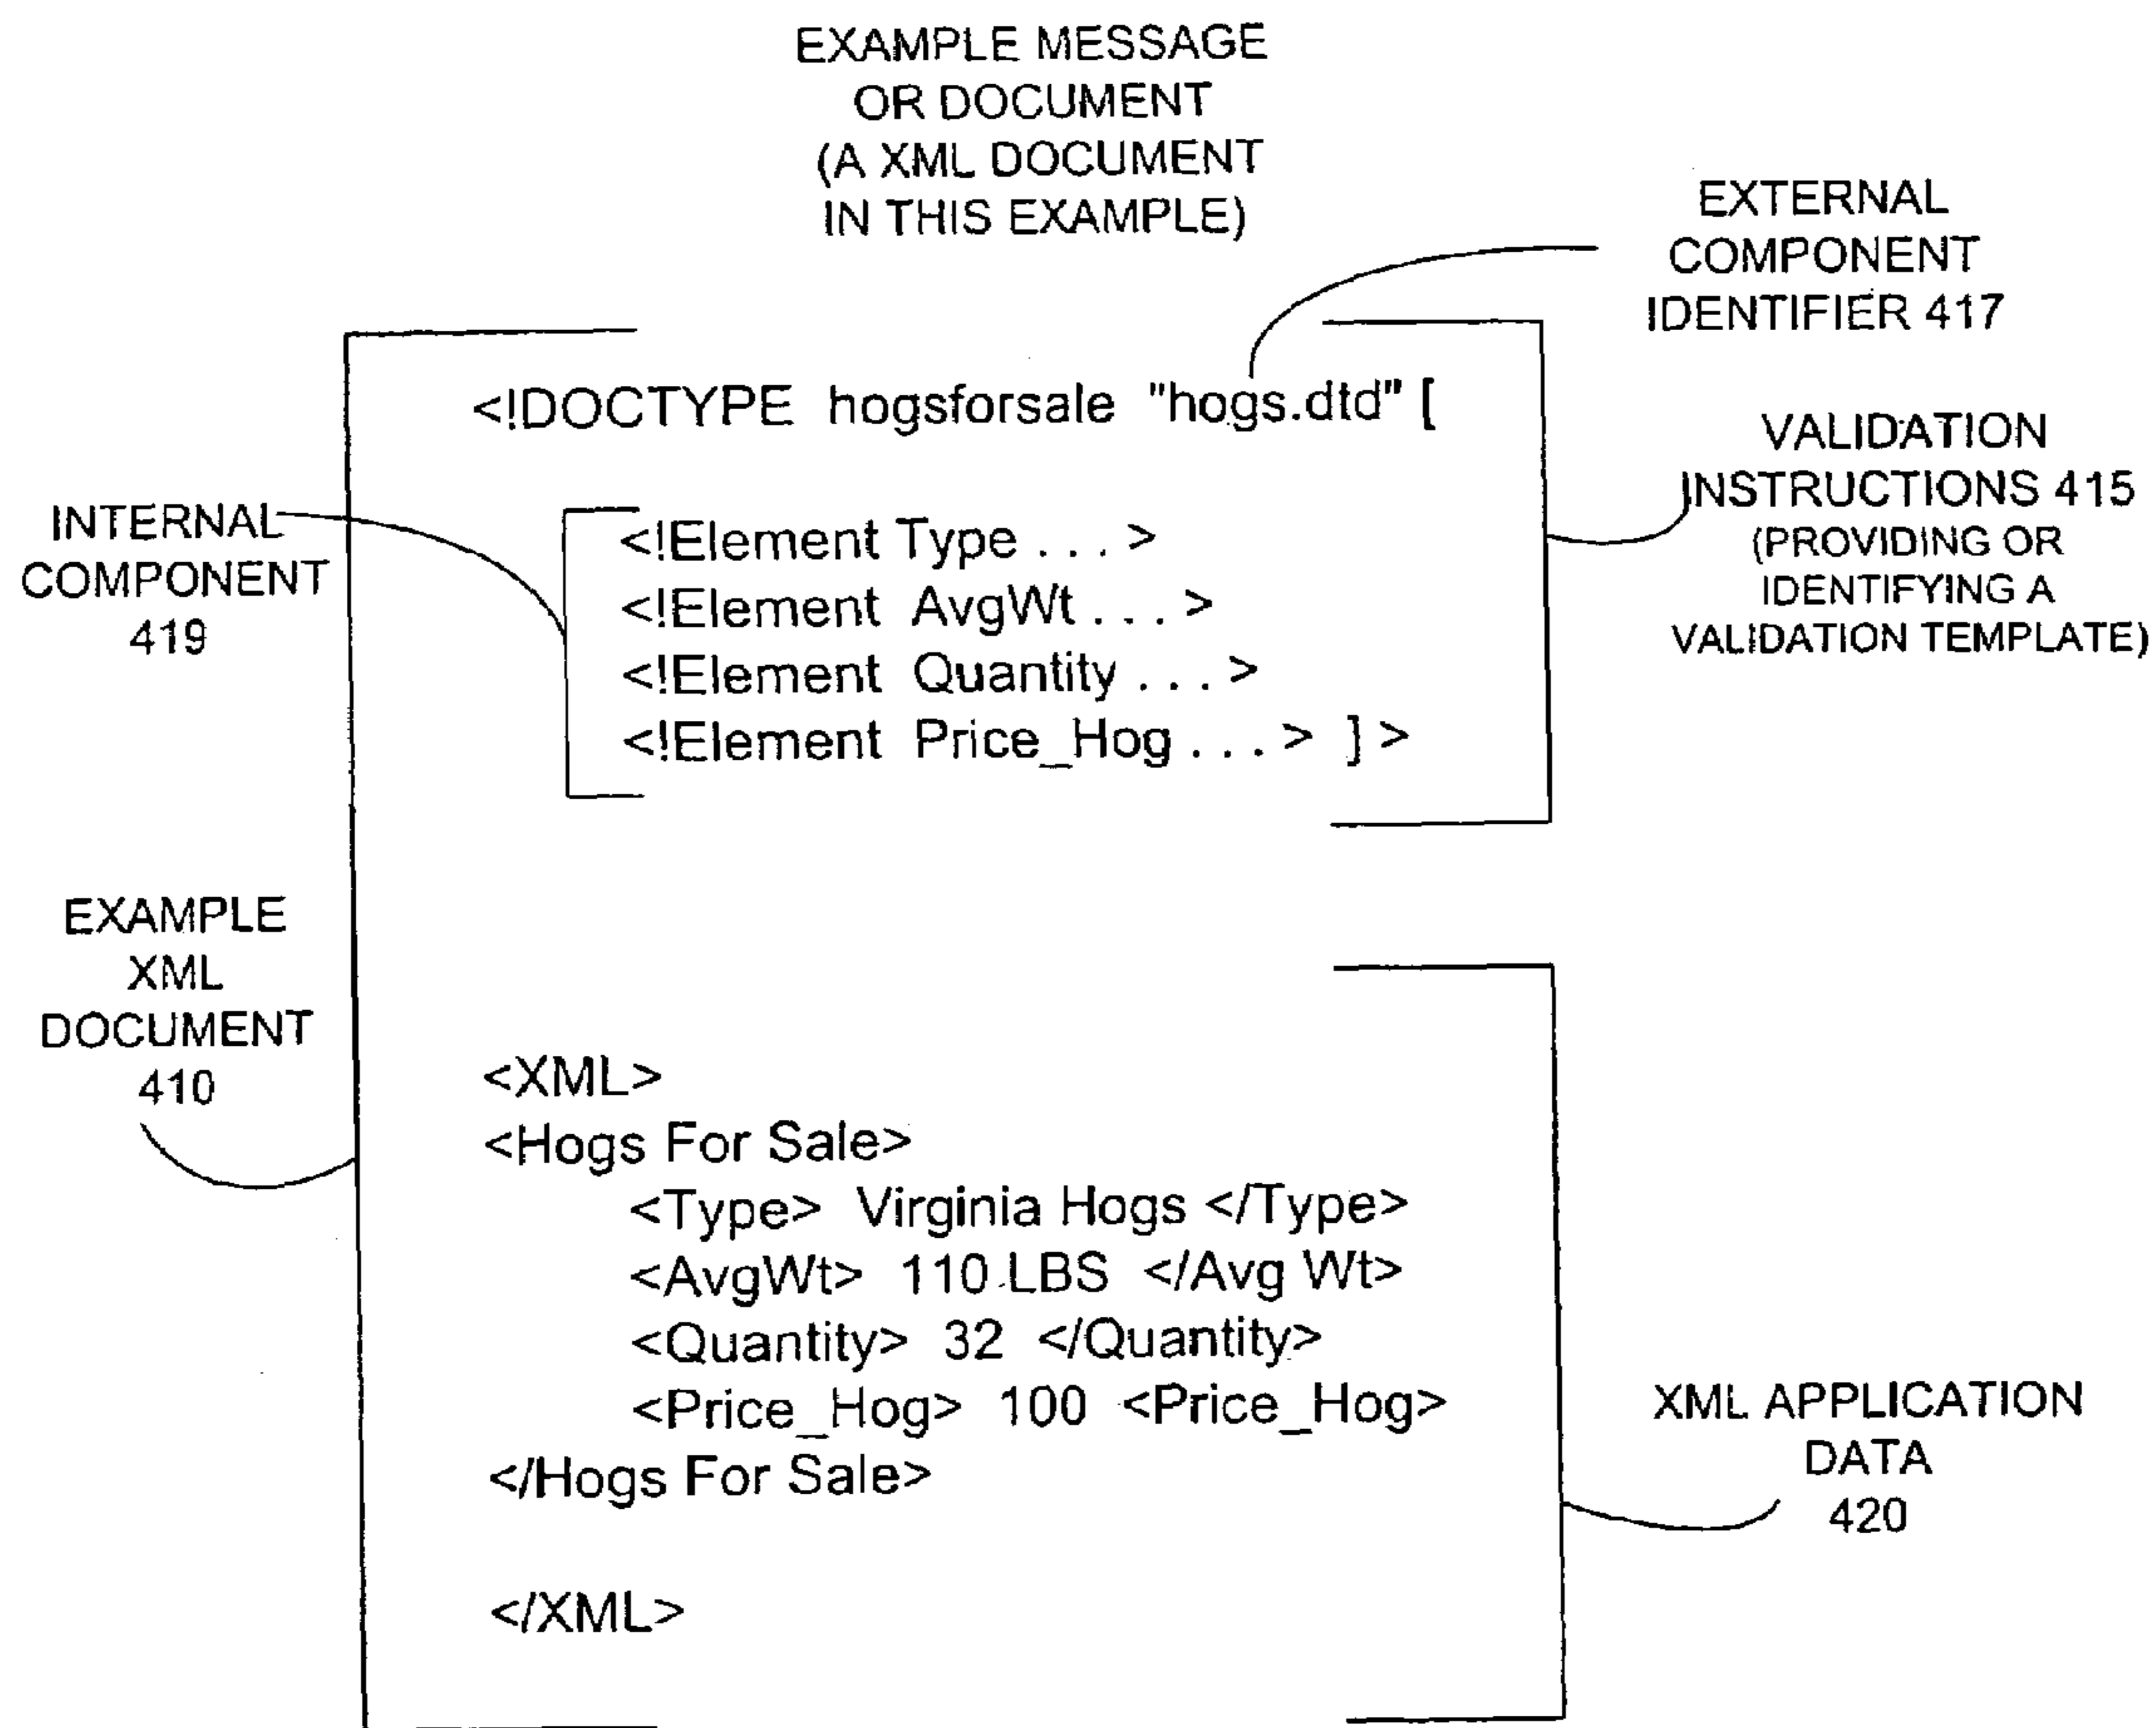 EXAMPLE MESSAGE
OR DOCUMENT
(A XML DOCUMENT
IN THIS EXAMPLE)
EXTERNAL
COMPONENT
IDENTIFIER 417
<!DOCTYPE hogsforsale "hogs.dtd" [
VALIDATION
INSTRUCTIONS 415
(PROVIDING OR
IDENTIFYING A
VALIDATION TEMPLATE)
INTERNAL
COMPONENT
419
<!Element Type . . . >
<!Element AvgWt . . . >
<!Element Quantity . . . >
<!Element Price_Hog . . . > ] >
EXAMPLE
XML
DOCUMENT
410
<XML>
<Hogs For Sale>
<Type> Virginia Hogs </Type>
<AvgWt> 110 LBS </Avg Wt>
<Quantity> 32 </Quantity>
<Price_Hog> 100 <Price_Hog>
</Hogs For Sale>
</XML>
XML APPLICATION
DATA
420